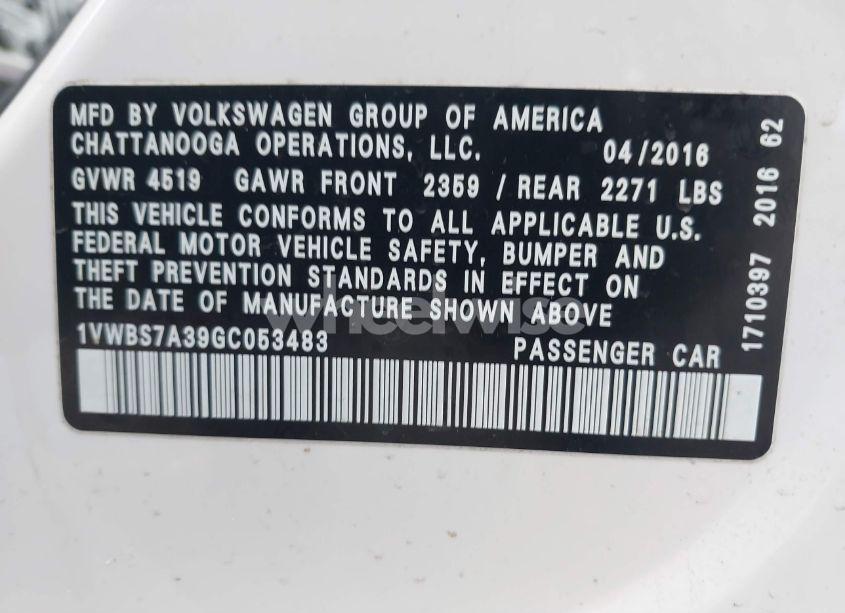 MFD BY VOLKSWAGEN GROUP OF AMERICA
CHATTANOOGA OPERATIONS, LLC. 04/2016
GVWR 4519 GAWR FRONT 2359 / REAR 2271 LBS
THIS VEHICLE CONFORMS TO ALL APPLICABLE U.S.
FEDERAL MOTOR VEHICLE SAFETY, BUMPER AND
THEFT PREVENTION STANDARDS IN EFFECT ON
THE DATE OF MANUFACTURE SHOWN ABOVE
1VWBS7A39GC053483 PASSENGER CAR
1710397 2016 62
wheelwise